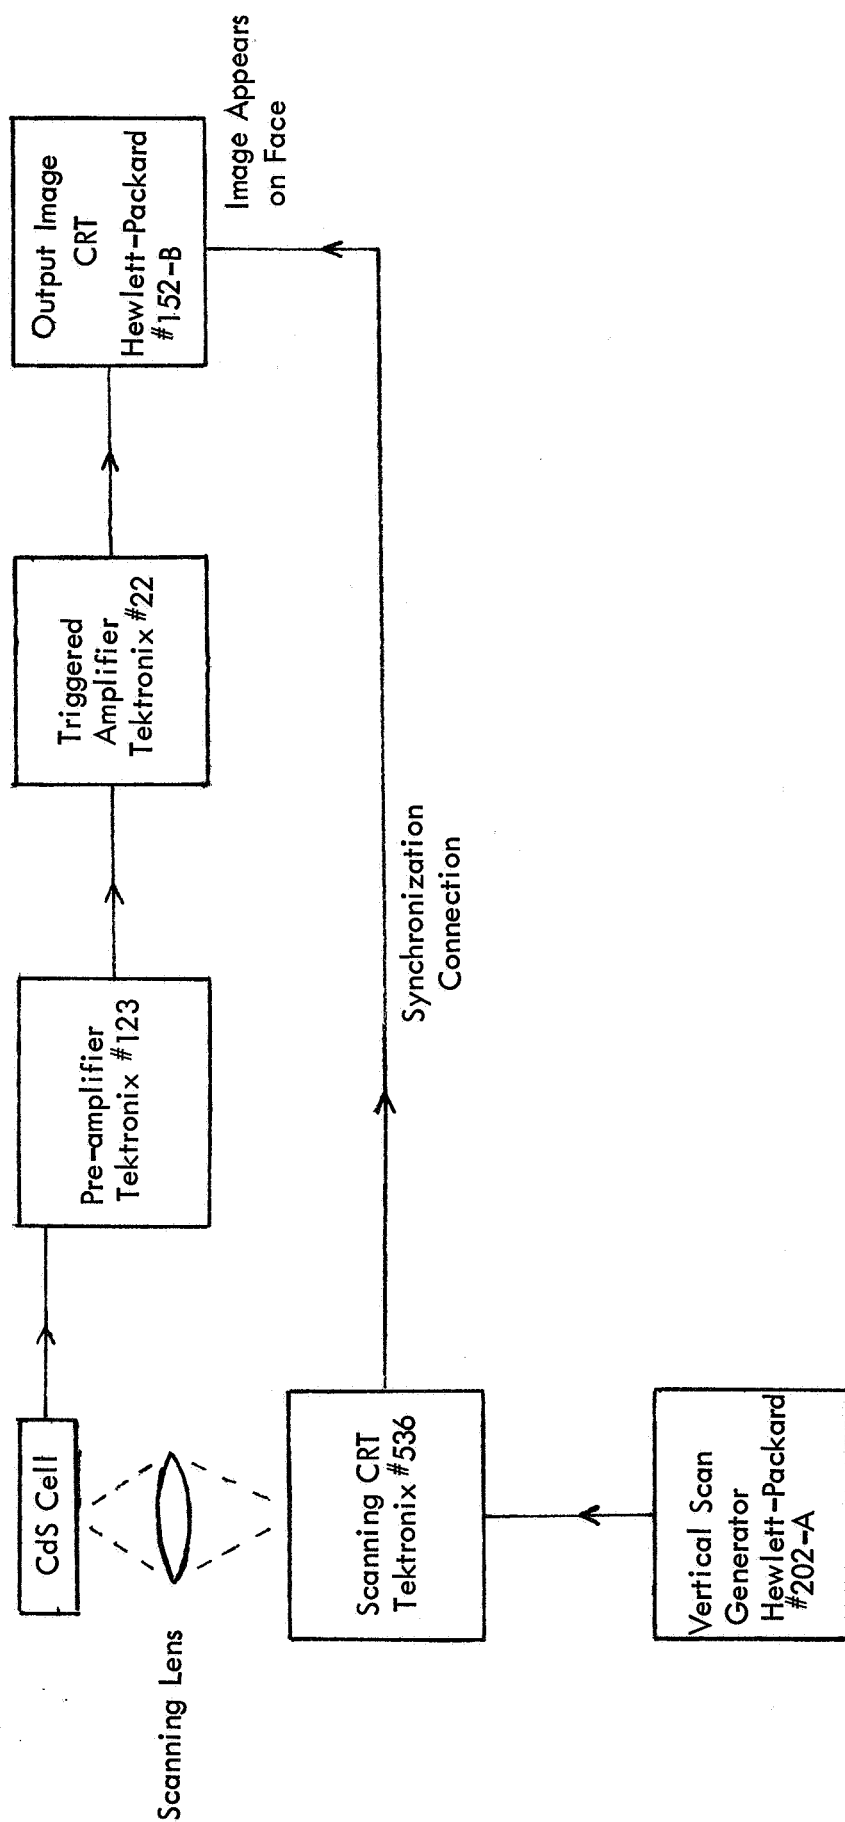 CdS Cell
Pre-amplifier
Tektronix #123
Triggered
Amplifier
Tektronix #22
Output Image
CRT
Hewlett-Packard
#152-B
Image Appears
on Face
Scanning Lens
Scanning CRT
Tektronix #536
Synchronization
Connection
Vertical Scan
Generator
Hewlett-Packard
#202-A